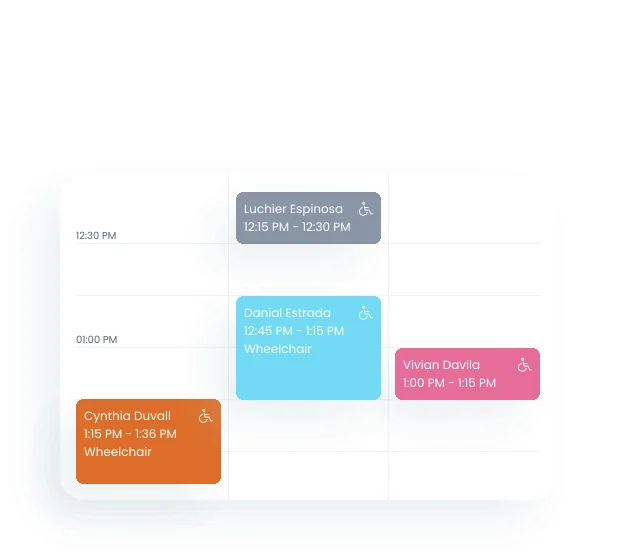 Luchier Espinosa
12:15 PM - 12:30 PM
12:30 PM
Danial Estrada
12:45 PM - 1:15 PM
Wheelchair
01:00 PM
Vivian Davila
1:00 PM - 1:15 PM
Cynthia Duvall
1:15 PM - 1:36 PM
Wheelchair